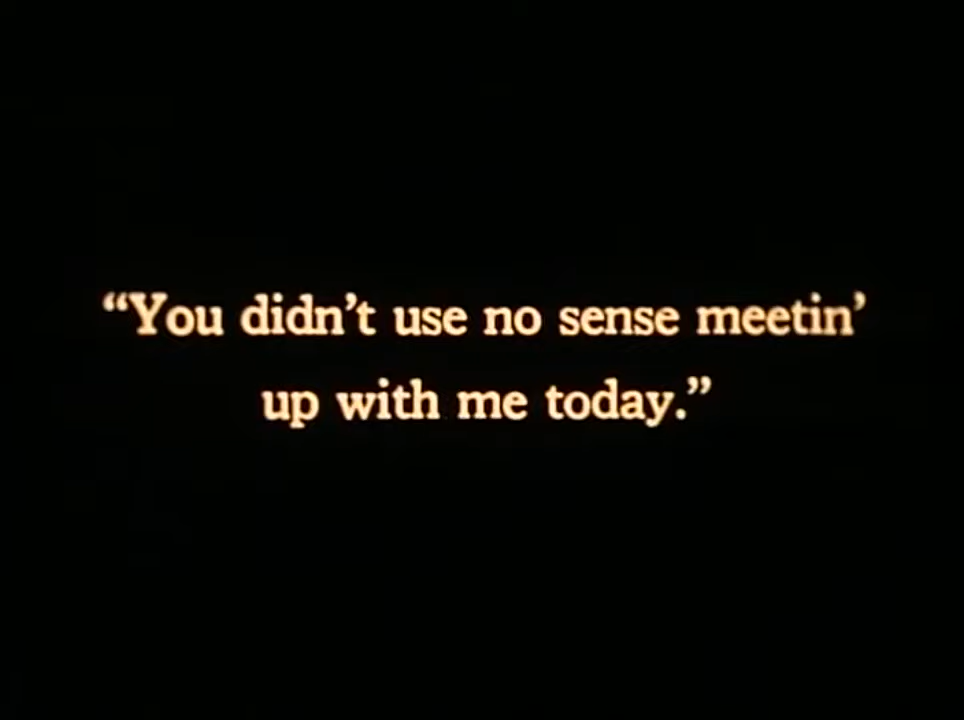 “You didn’t use no sense meetin’
up with me today.”